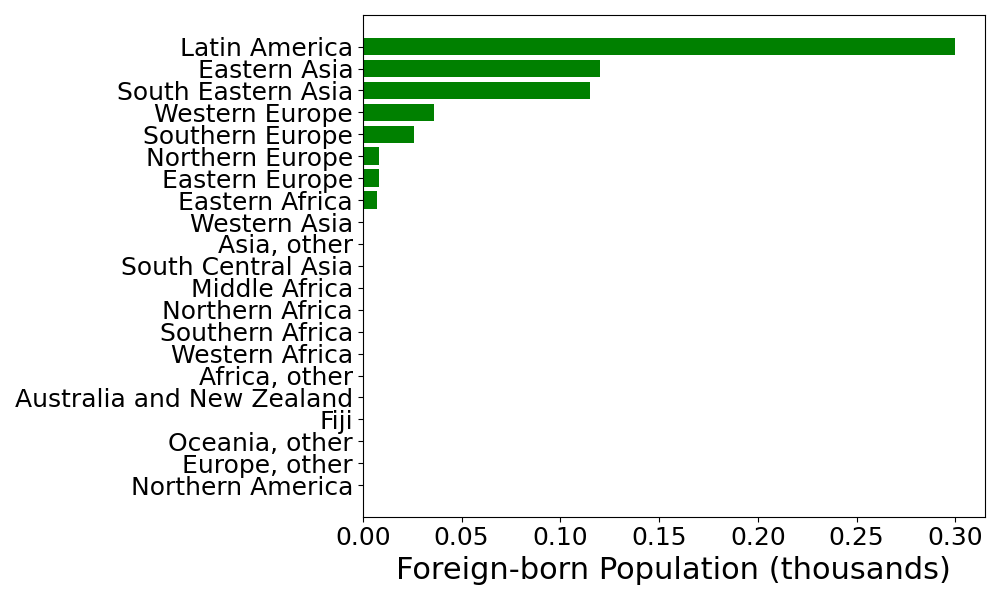 Latin America
Eastern Asia
South Eastern Asia
Western Europe
Southern Europe
Northern Europe
Eastern Europe
Eastern Africa
Western Asia
Asia, other
South Central Asia
Middle Africa
Northern Africa
Southern Africa
Western Africa
Africa, other
Australia and New Zealand
Fiji
Oceania, other
Europe, other
Northern America
0.00 0.05 0.10 0.15 0.20 0.25 0.30
Foreign-born Population (thousands)